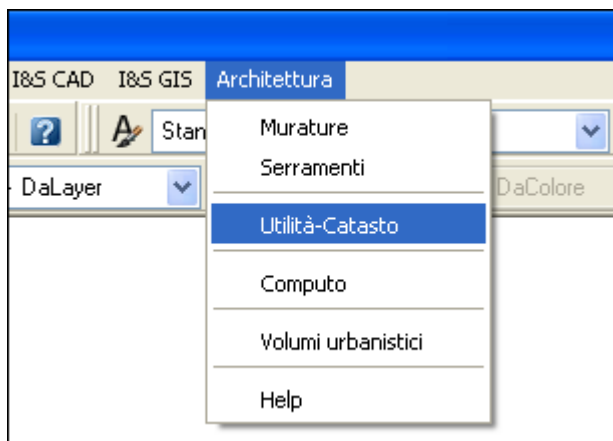 I&S CAD I&S GIS Architettura
Stan
DaLayer DaColore
Murature
Serramenti
Utilità-Catasto
Computo
Volumi urbanistici
Help